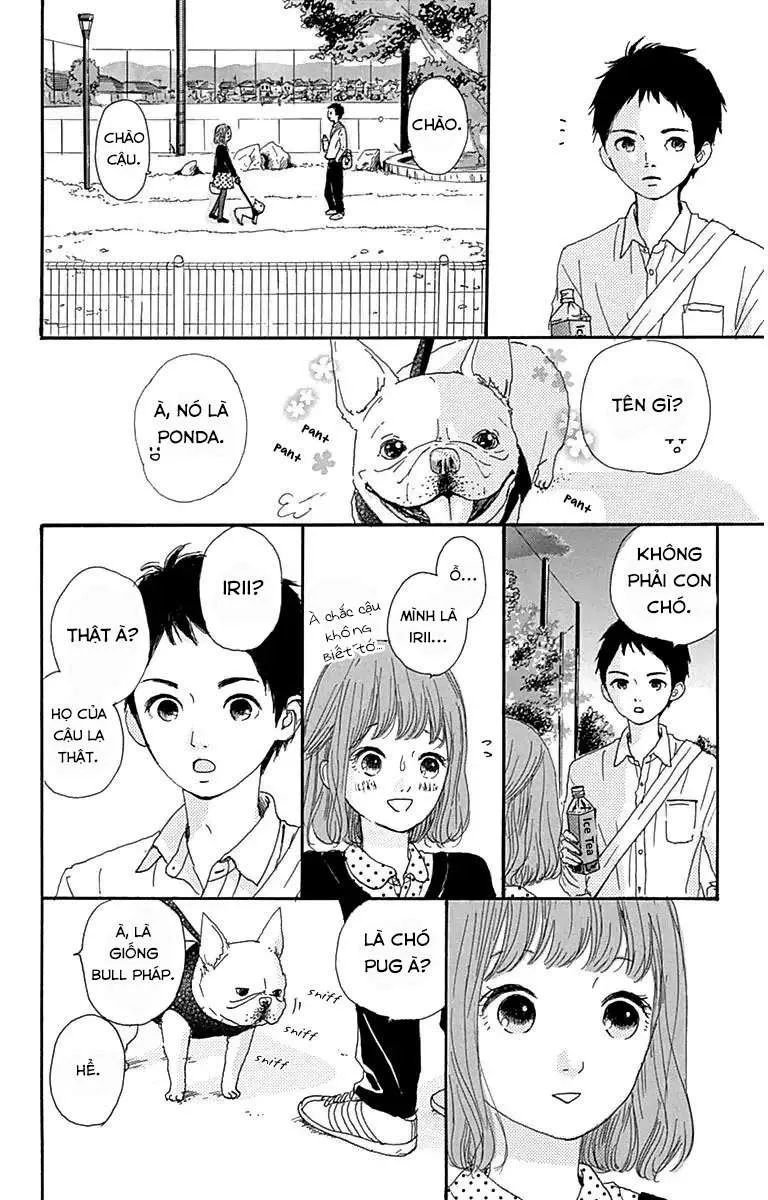 CHÀO.
CHÀO
CẬU.
TÊN GÌ?
À, NÓ LÀ
PONDA.
pant
pant
pant
KHÔNG
PHẢI CON
CHÓ.
Ice Tea
Ồ...
MÌNH LÀ
IRII...
À chắc cậu
không
biết tớ...
IRII?
THẬT À?
HỌ CỦA
CẬU LẠ
THẬT.
LÀ CHÓ
PUG À?
À, LÀ
GIỐNG
BULL PHÁP.
sniff
sniff
sniff
HỂ.